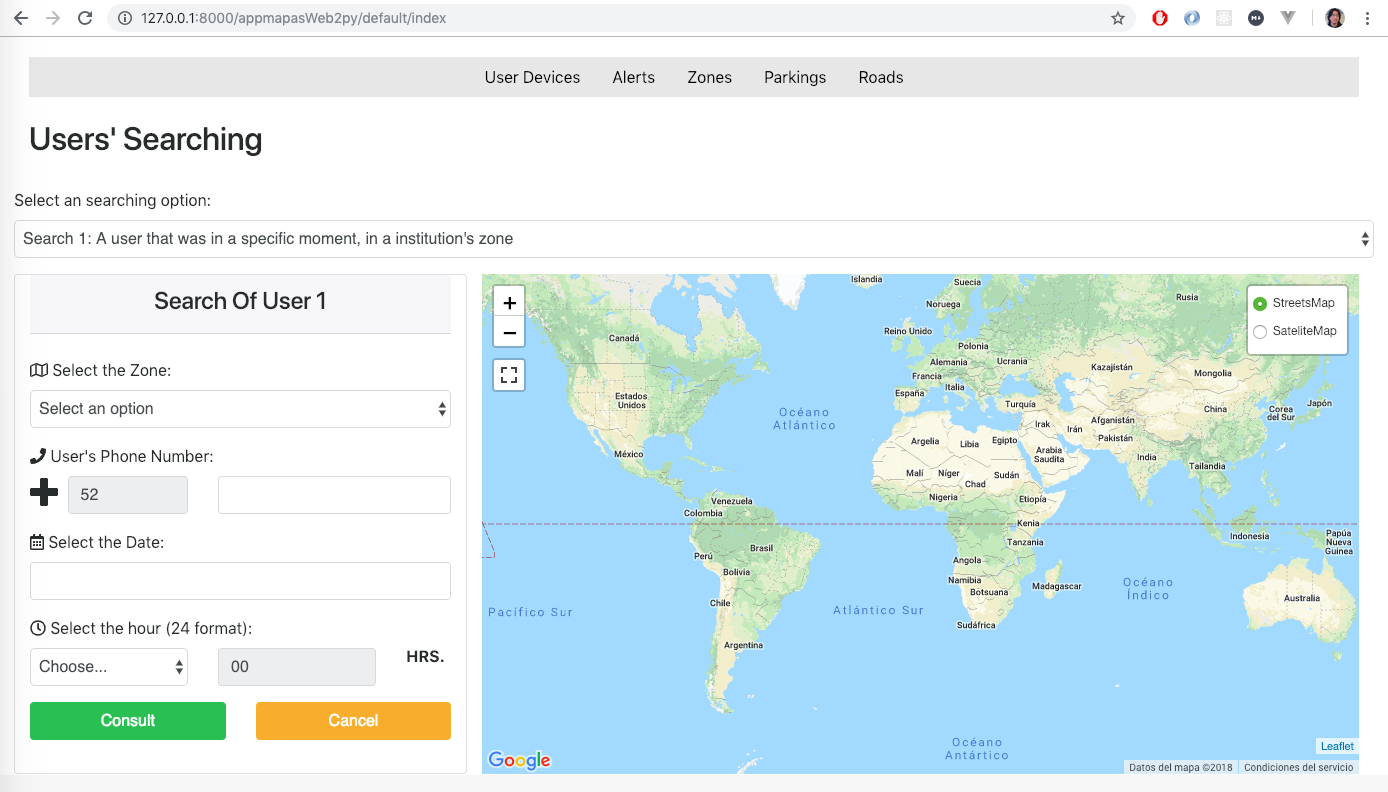 127.0.0.1:8000/appmapasWeb2py/default/index
User Devices Alerts Zones Parkings Roads
Users' Searching
Select an searching option:
Search 1: A user that was in a specific moment, in a institution's zone
Search Of User 1
Select the Zone:
Select an option
User's Phone Number:
52
Select the Date:
Select the hour (24 format):
Choose... 00 HRS.
Consult Cancel
+
−
StreetsMap
SateliteMap
Islandia
Suecia
Rusia
Noruega
Reino Unido
Canadá
Polonia
Alemania
Ucrania
Francia
Kazajistán
Mongolia
Italia
España
Estados
Unidos
Turquía
China
Corea
del Sur
Japón
Océano
Atlántico
Afganistán
Irak
Irán
Pakistán
Argelia
Libia
Egipto
Arabia
Saudita
México
India
Tailandia
Malí
Níger
Sudán
Chad
Nigeria
Etiopía
Venezuela
Colombia
Kenia
Indonesia
Papúa
Nueva
Guinea
Tanzania
Brasil
Perú
Angola
Bolivia
Namibia
Botsuana
Madagascar
Océano
Índico
Chile
Australia
Pacífico Sur
Atlántico Sur
Sudáfrica
Argentina
Océano
Antártico
Leaflet
Google
Datos del mapa ©2018 Condiciones del servicio